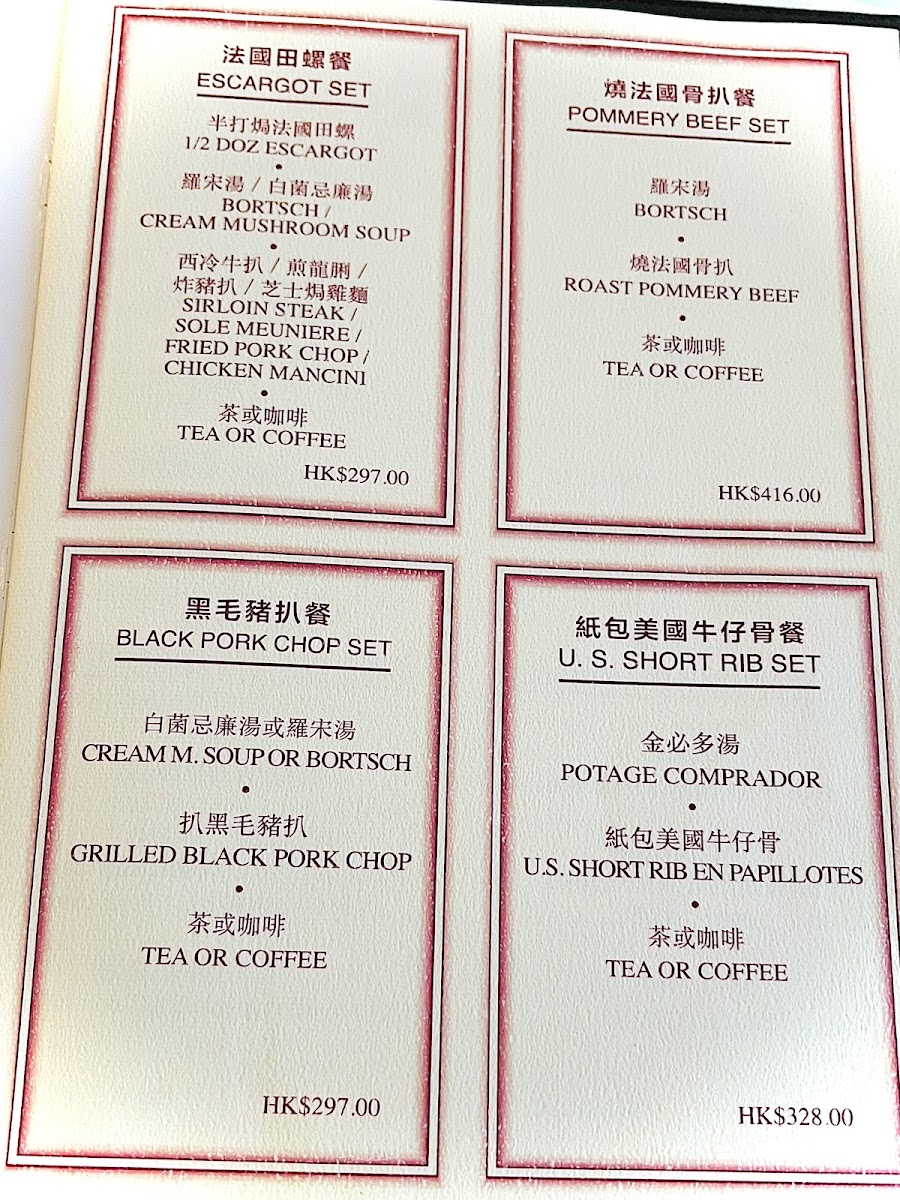 法國田螺餐
ESCARGOT SET
半打焗法國田螺
1/2 DOZ ESCARGOT
羅宋湯 / 白菌忌廉湯
BORTSCH /
CREAM MUSHROOM SOUP
西冷牛扒 / 煎龍脷 /
炸豬扒 / 芝士焗雞麵
SIRLOIN STEAK /
SOLE MEUNIERE /
FRIED PORK CHOP /
CHICKEN MANCINI
茶或咖啡
TEA OR COFFEE
HK$297.00
燒法國骨扒餐
POMMERY BEEF SET
羅宋湯
BORTSCH
燒法國骨扒
ROAST POMMERY BEEF
茶或咖啡
TEA OR COFFEE
HK$416.00
黑毛豬扒餐
BLACK PORK CHOP SET
白菌忌廉湯或羅宋湯
CREAM M. SOUP OR BORTSCH
扒黑毛豬扒
GRILLED BLACK PORK CHOP
茶或咖啡
TEA OR COFFEE
HK$297.00
紙包美國牛仔骨餐
U. S. SHORT RIB SET
金必多湯
POTAGE COMPRADOR
紙包美國牛仔骨
U.S. SHORT RIB EN PAPILLOTES
茶或咖啡
TEA OR COFFEE
HK$328.00